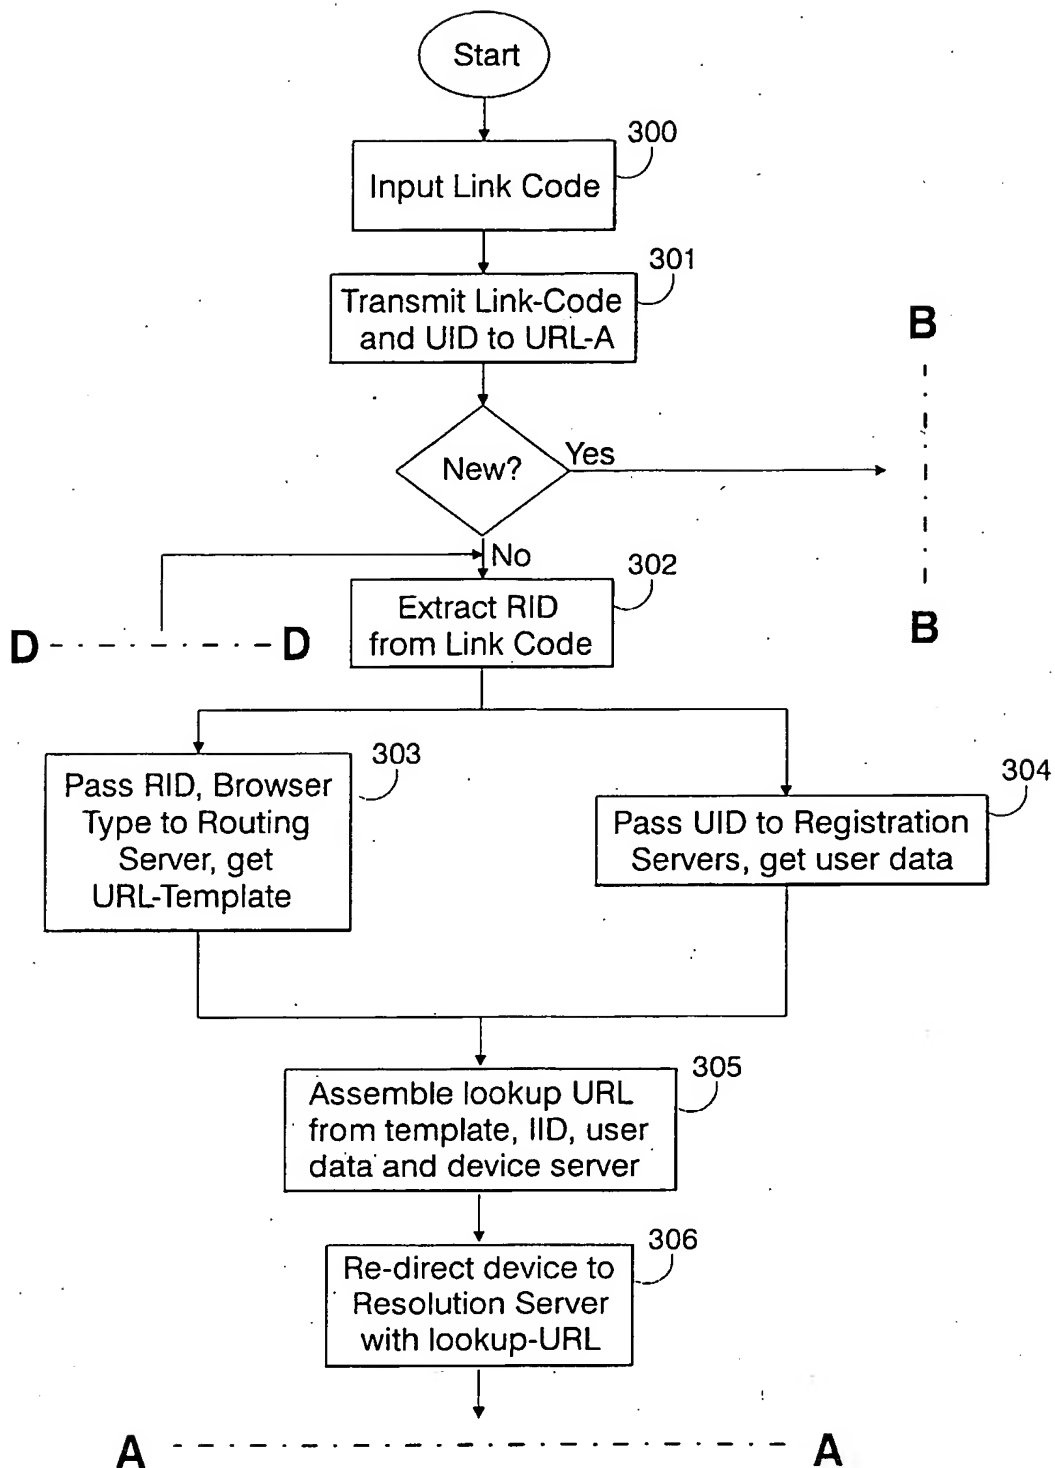 Start
300
Input Link Code
301
Transmit Link-Code
and UID to URL-A
B
New?
Yes
No
302
Extract RID
from Link Code
D
D
B
303
Pass RID, Browser
Type to Routing
Server, get
URL-Template
304
Pass UID to Registration
Servers, get user data
305
Assemble lookup URL
from template, IID, user
data and device server
306
Re-direct device to
Resolution Server
with lookup-URL
A
A